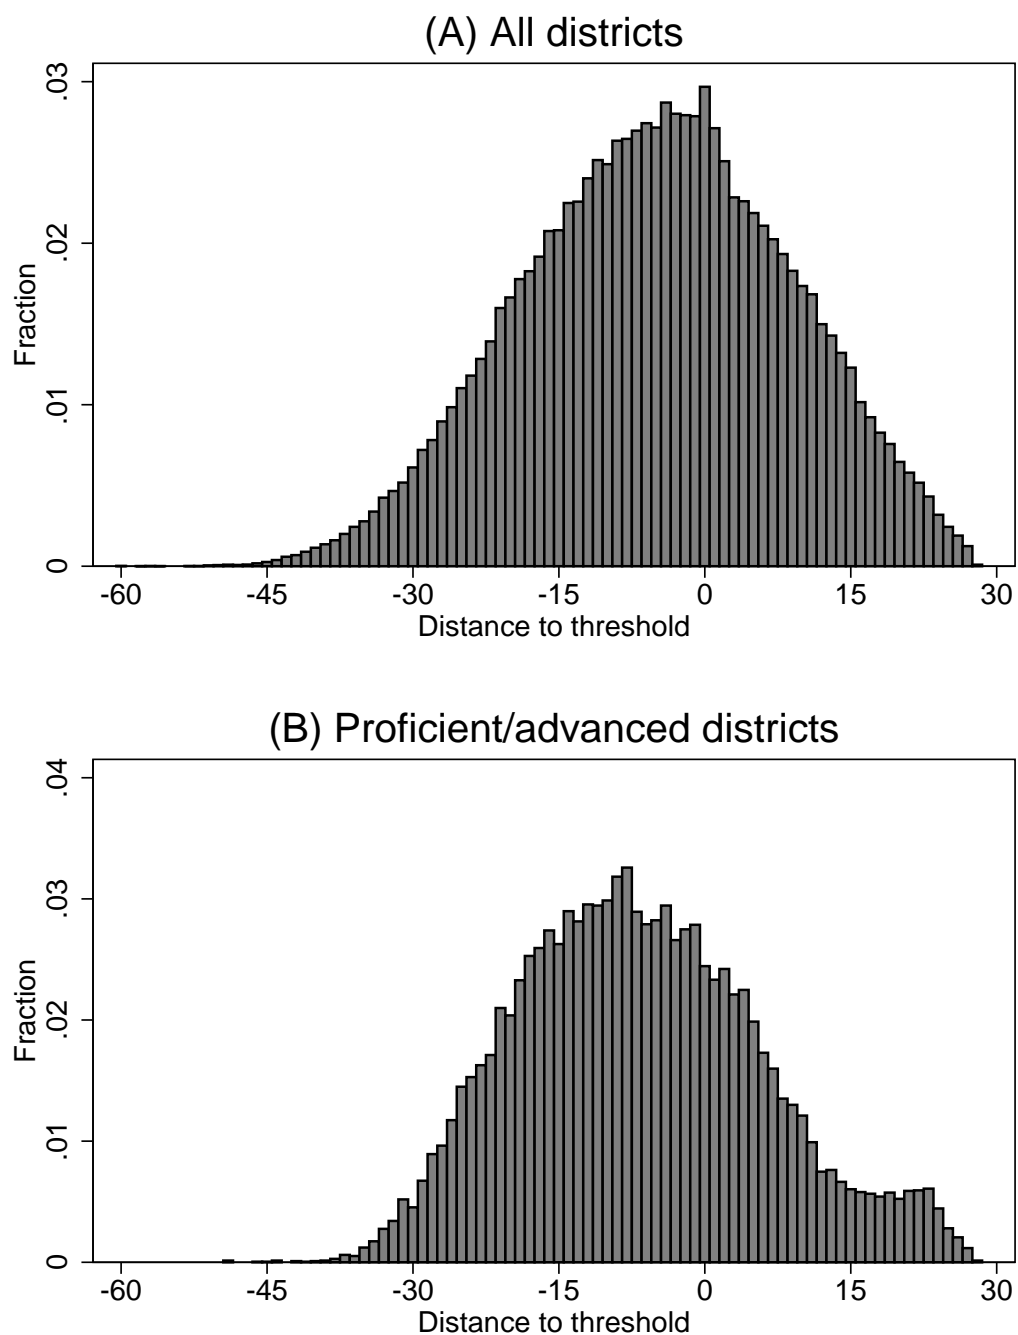 (A) All districts
.03
.02
.01
0
Fraction
-60 -45 -30 -15 0 15 30
Distance to threshold
(B) Proficient/advanced districts
.04
.03
.02
.01
0
Fraction
-60 -45 -30 -15 0 15 30
Distance to threshold